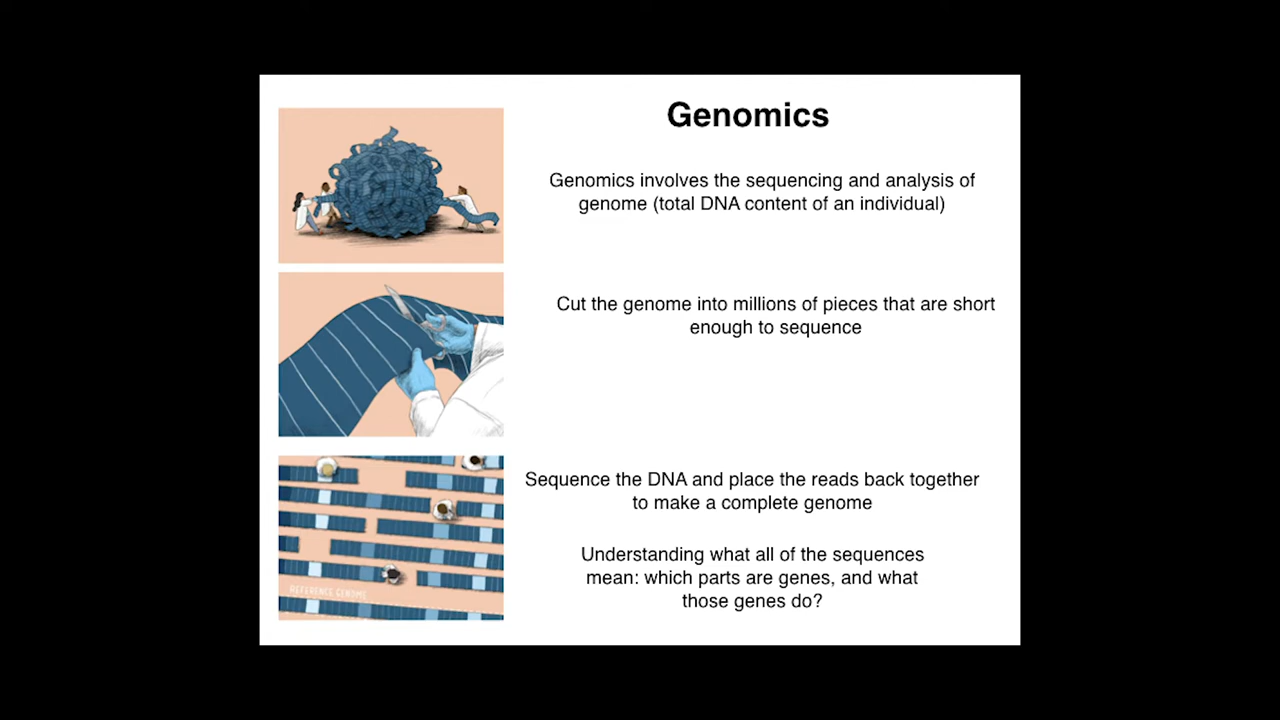 Genomics
Genomics involves the sequencing and analysis of
genome (total DNA content of an individual)
Cut the genome into millions of pieces that are short
enough to sequence
Sequence the DNA and place the reads back together
to make a complete genome
Understanding what all of the sequences
mean: which parts are genes, and what
those genes do?
REFERENCE GENOME